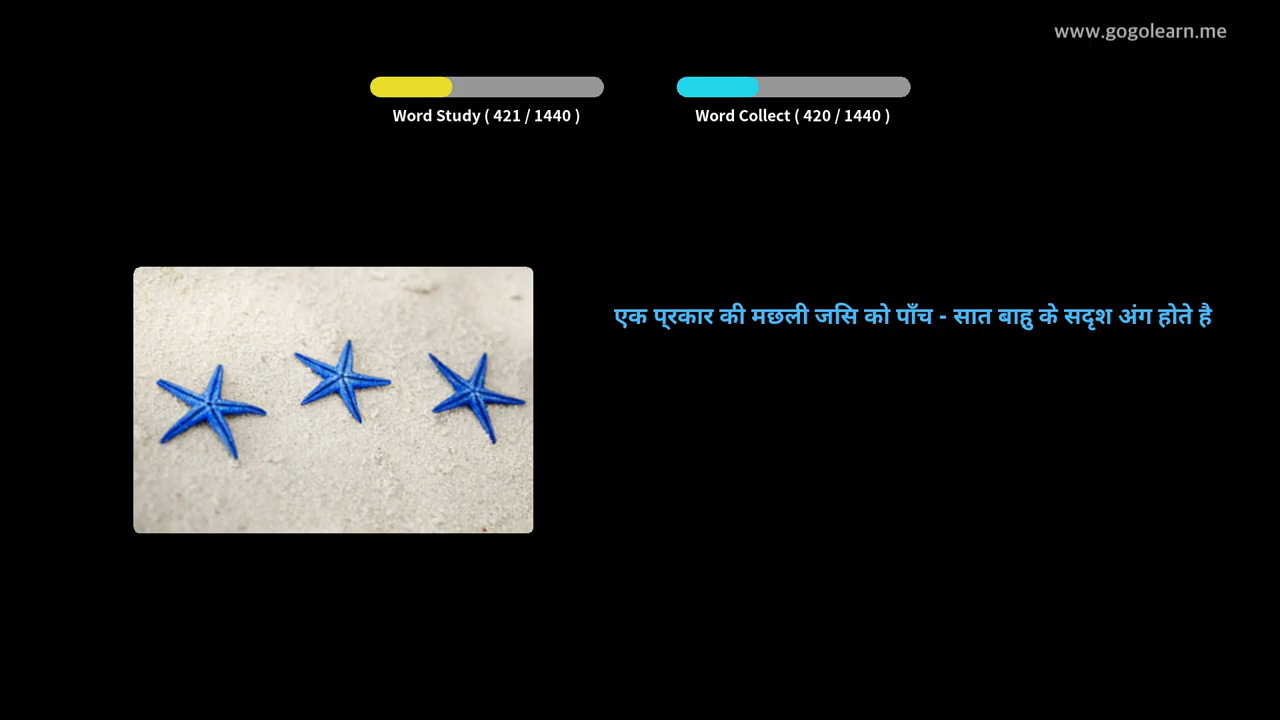 www.gogolearn.me
Word Study ( 421 / 1440 )
Word Collect ( 420 / 1440 )
एक प्रकार की मछली जसि को पाँच - सात बाहु के सदृश अंग होते है